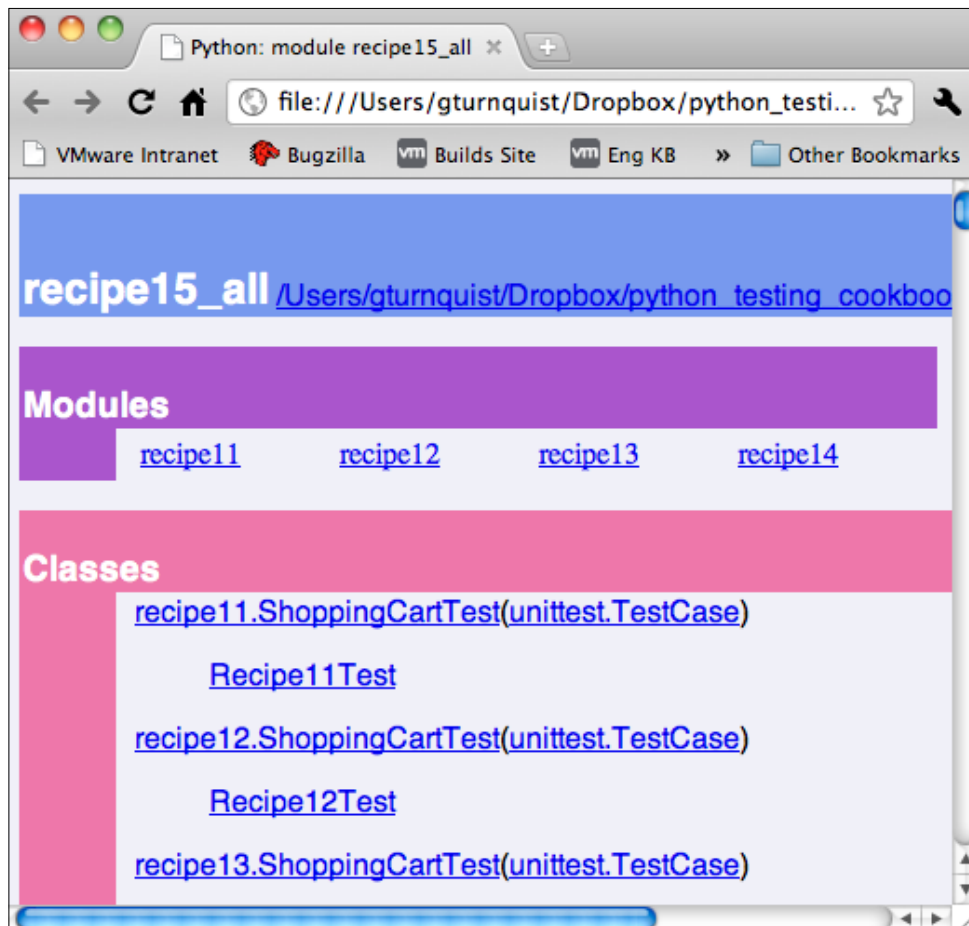 Python: module recipe15_all
file:///Users/gturnquist/Dropbox/python_testi...
VMware Intranet Bugzilla vm Builds Site vm Eng KB » Other Bookmarks
recipe15_all /Users/gturnquist/Dropbox/python_testing_cookboo
Modules
recipe11 recipe12 recipe13 recipe14
Classes
recipe11.ShoppingCartTest(unittest.TestCase)
Recipe11Test
recipe12.ShoppingCartTest(unittest.TestCase)
Recipe12Test
recipe13.ShoppingCartTest(unittest.TestCase)